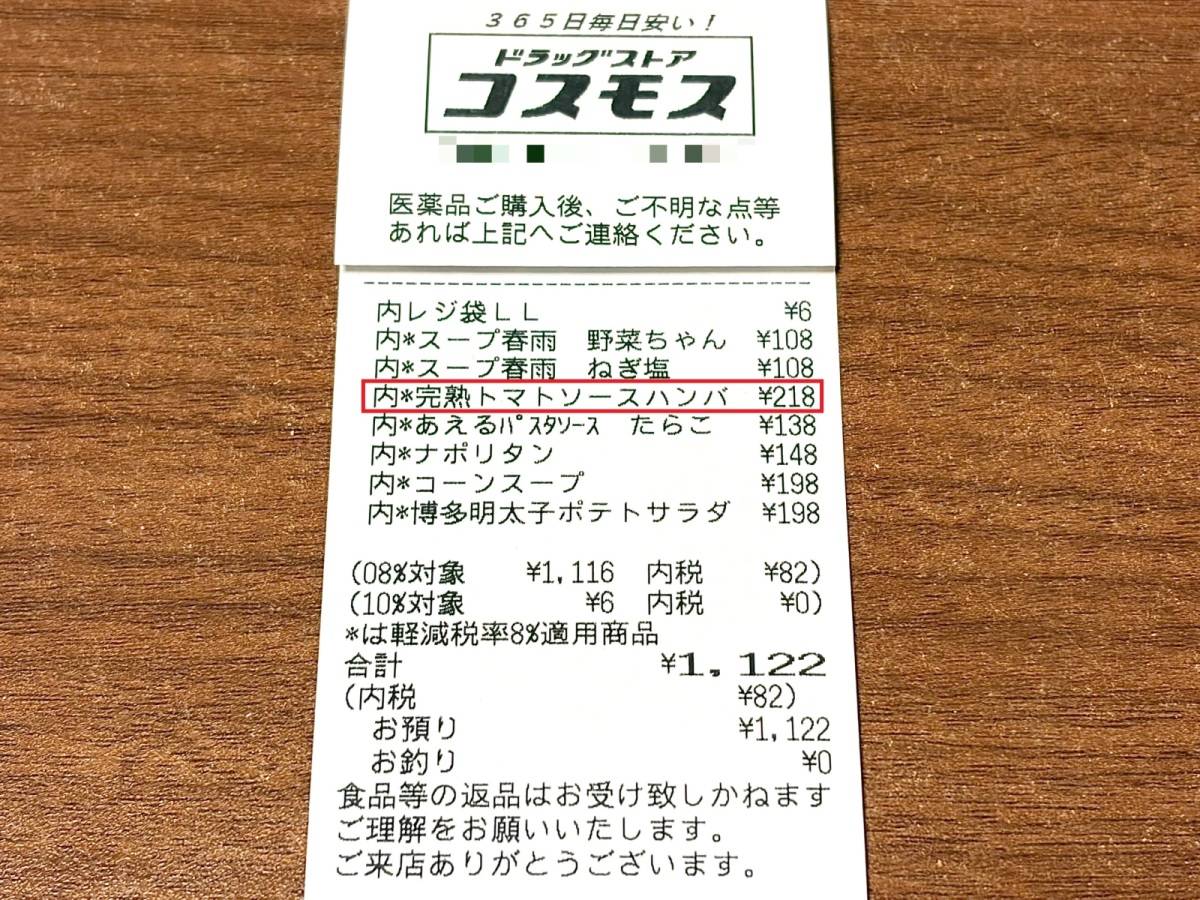 365日毎日安い!
ドラッグストア
コスモス
医薬品ご購入後、ご不明な点等
あれば上記へご連絡ください。
内レジ袋LL ¥6
内*スープ春雨 野菜ちゃん ¥108
内*スープ春雨 ねぎ塩 ¥108
内*完熟トマトソースハンバ ¥218
内*あえるパスタソース たらこ ¥138
内*ナポリタン ¥148
内*コーンスープ ¥198
内*博多明太子ポテトサラダ ¥198
(08%対象 ¥1,116 内税 ¥82)
(10%対象 ¥6 内税 ¥0)
*は軽減税率8%適用商品
合計 ¥1,122
(内税 ¥82)
お預り ¥1,122
お釣り ¥0
食品等の返品はお受け致しかねます
ご理解をお願いいたします。
ご来店ありがとうございます。